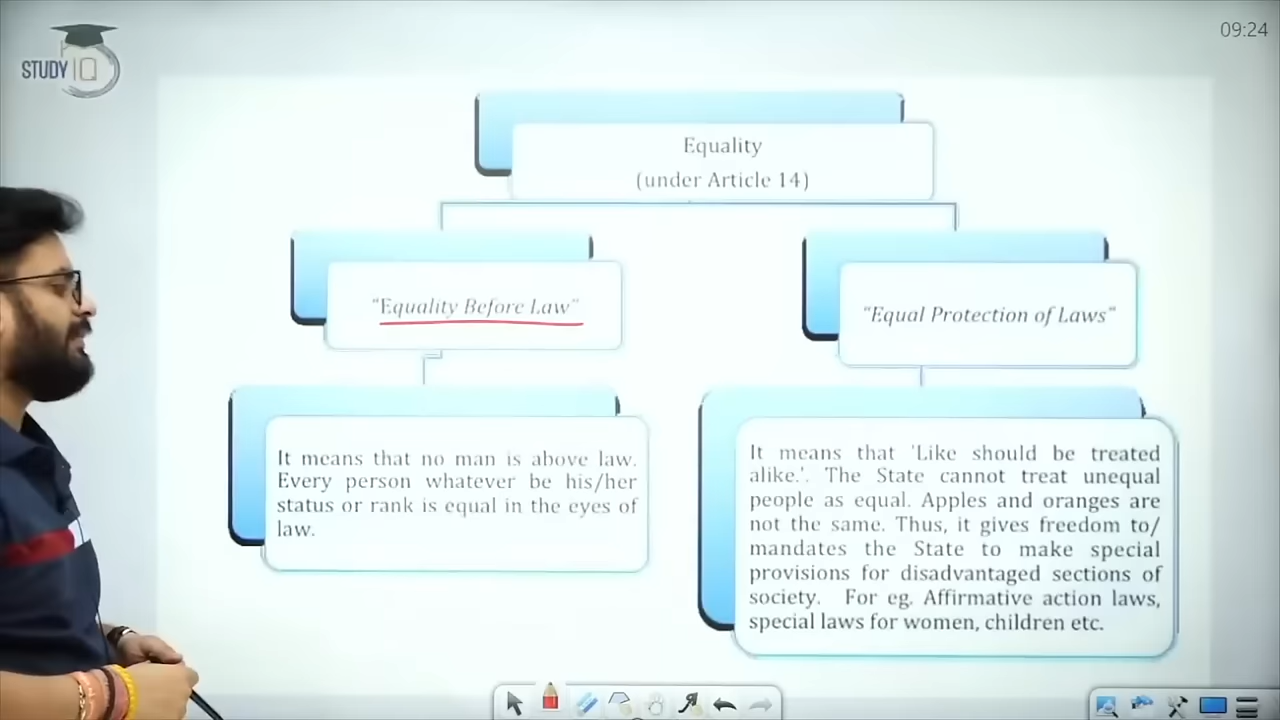 STUDY IQ
09:24
Equality
(under Article 14)
"Equality Before Law"
"Equal Protection of Laws"
It means that no man is above law.
Every person whatever be his/her
status or rank is equal in the eyes of
law.
It means that 'Like should be treated
alike.'. The State cannot treat unequal
people as equal. Apples and oranges are
not the same. Thus, it gives freedom to/
mandates the State to make special
provisions for disadvantaged sections of
society. For eg. Affirmative action laws,
special laws for women, children etc.